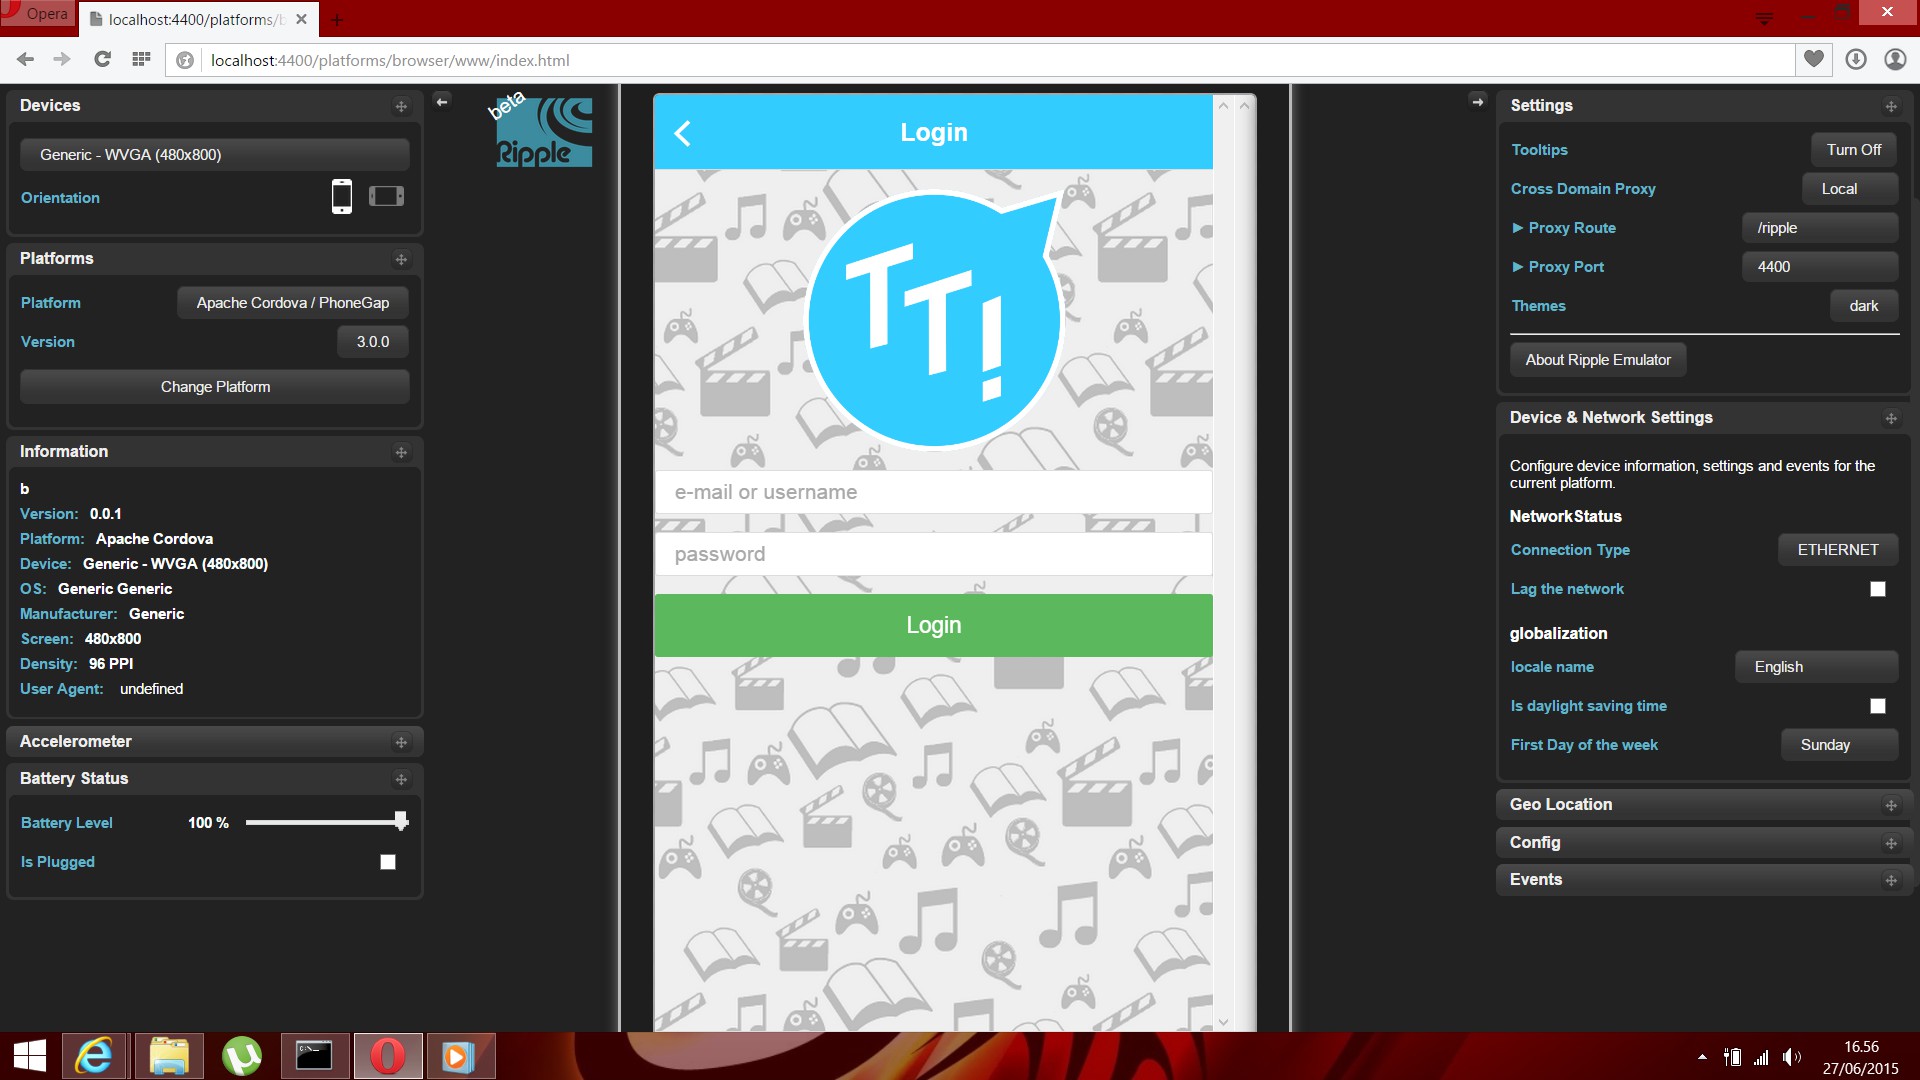 Opera
localhost:4400/platforms/b
localhost:4400/platforms/browser/www/index.html
Devices
Generic - WVGA (480x800)
Orientation
Platforms
Platform
Apache Cordova / PhoneGap
Version
3.0.0
Change Platform
Information
b
Version: 0.0.1
Platform: Apache Cordova
Device: Generic - WVGA (480x800)
OS: Generic Generic
Manufacturer: Generic
Screen: 480x800
Density: 96 PPI
User Agent: undefined
Accelerometer
Battery Status
Battery Level 100 %
Is Plugged
beta
Ripple
Login
TT!
e-mail or username
password
Login
Settings
Tooltips Turn Off
Cross Domain Proxy Local
Proxy Route /ripple
Proxy Port 4400
Themes dark
About Ripple Emulator
Device & Network Settings
Configure device information, settings and events for the
current platform.
NetworkStatus
Connection Type ETHERNET
Lag the network
globalization
locale name English
Is daylight saving time
First Day of the week Sunday
Geo Location
Config
Events
16.56
27/06/2015